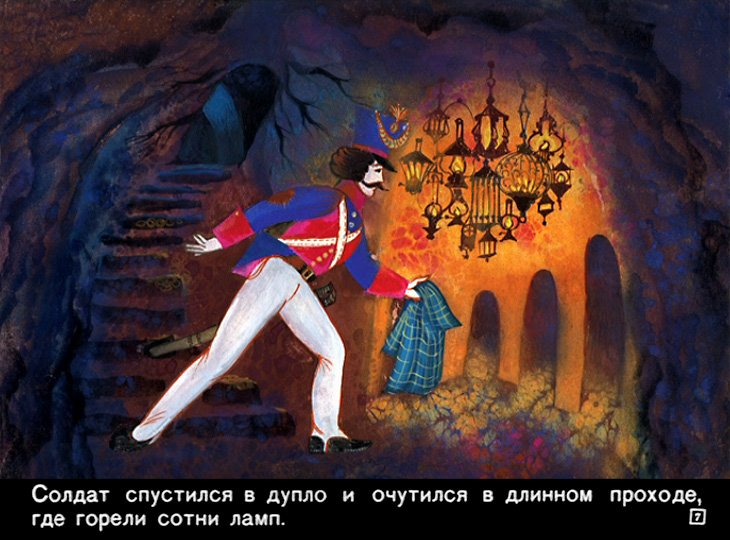 Солдат спустился в дупло и очутился в длинном проходе,
где горели сотни ламп.
7